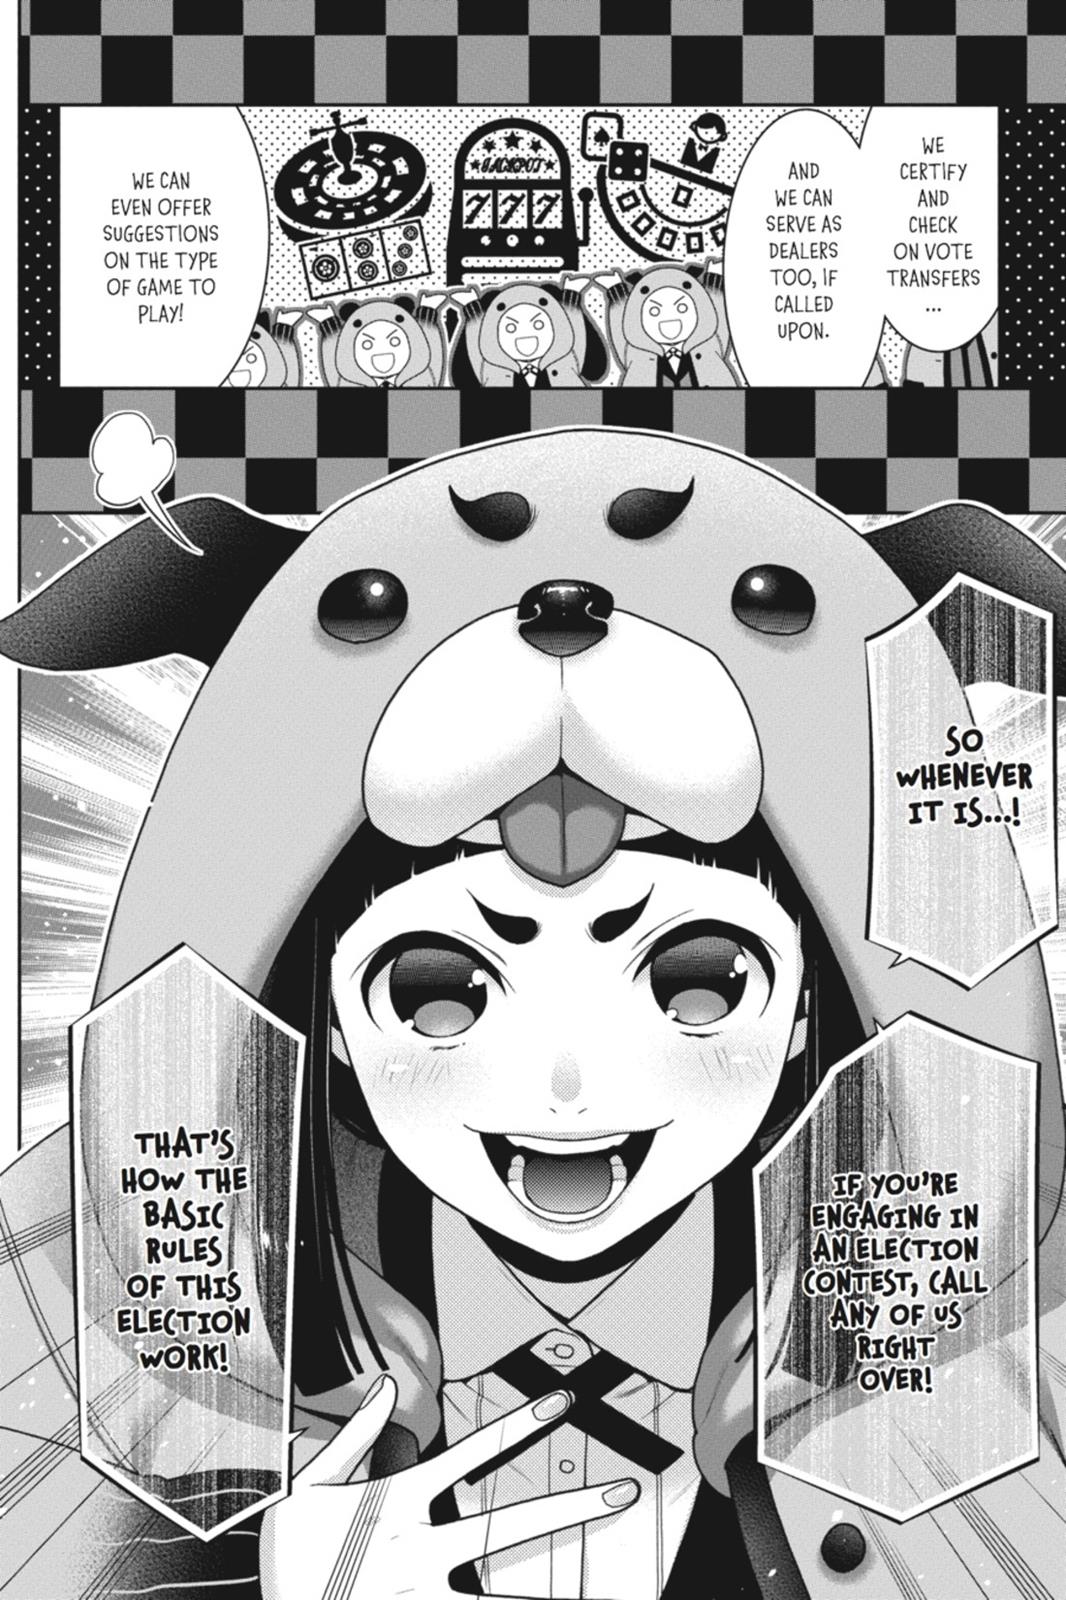 WE
CERTIFY
AND
CHECK
ON VOTE
TRANSFERS
...
AND
WE CAN
SERVE AS
DEALERS
TOO, IF
CALLED
UPON.
JACKPOT
777
WE CAN
EVEN OFFER
SUGGESTIONS
ON THE TYPE
OF GAME TO
PLAY!
SO
WHENEVER
IT IS...!
IF YOU'RE
ENGAGING IN
AN ELECTION
CONTEST, CALL
ANY OF US
RIGHT
OVER!
THAT'S
HOW THE
BASIC
RULES
OF THIS
ELECTION
WORK!